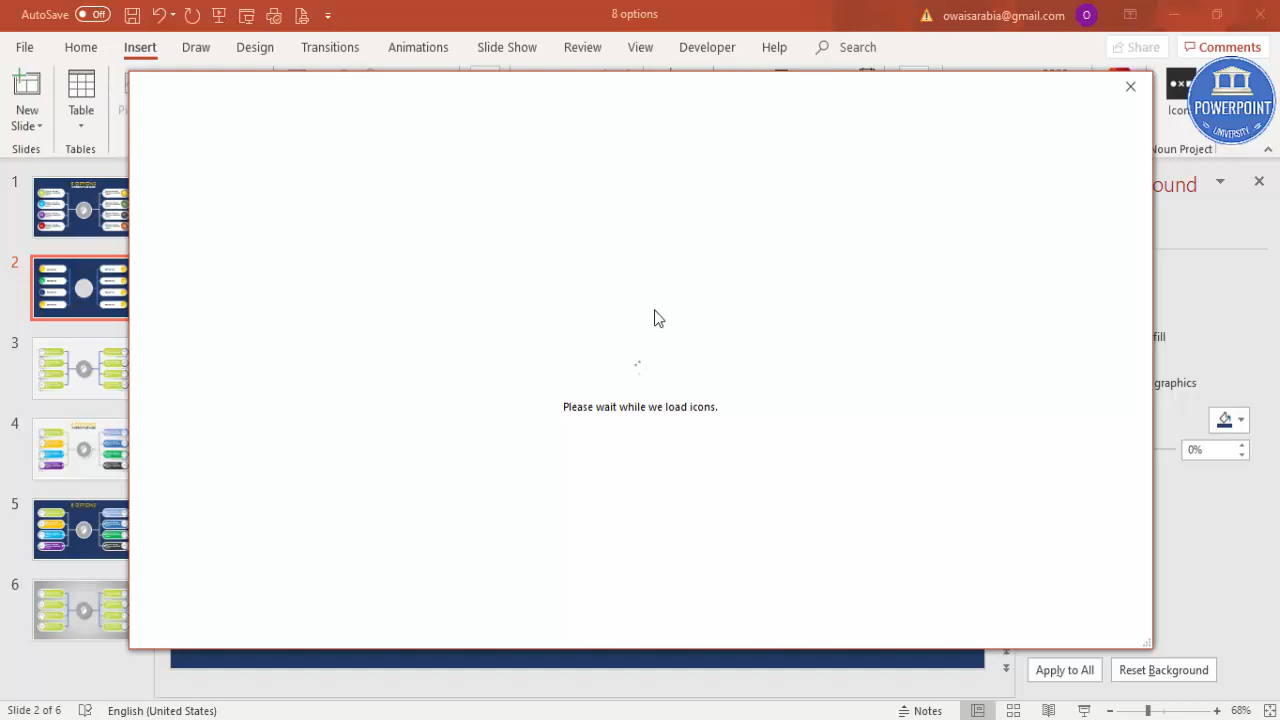 AutoSave Off 8 options owaisarabia@gmail.com O
File Home Insert Draw Design Transitions Animations Slide Show Review View Developer Help Search Share Comments
New Slide Table Icon
Slides Tables Noun Project
POWERPOINT
UNIVERSITY
ound
1
2
3
4
5
6
fill
graphics
0%
Please wait while we load icons.
Apply to All Reset Background
Slide 2 of 6 English (United States) Notes 68%